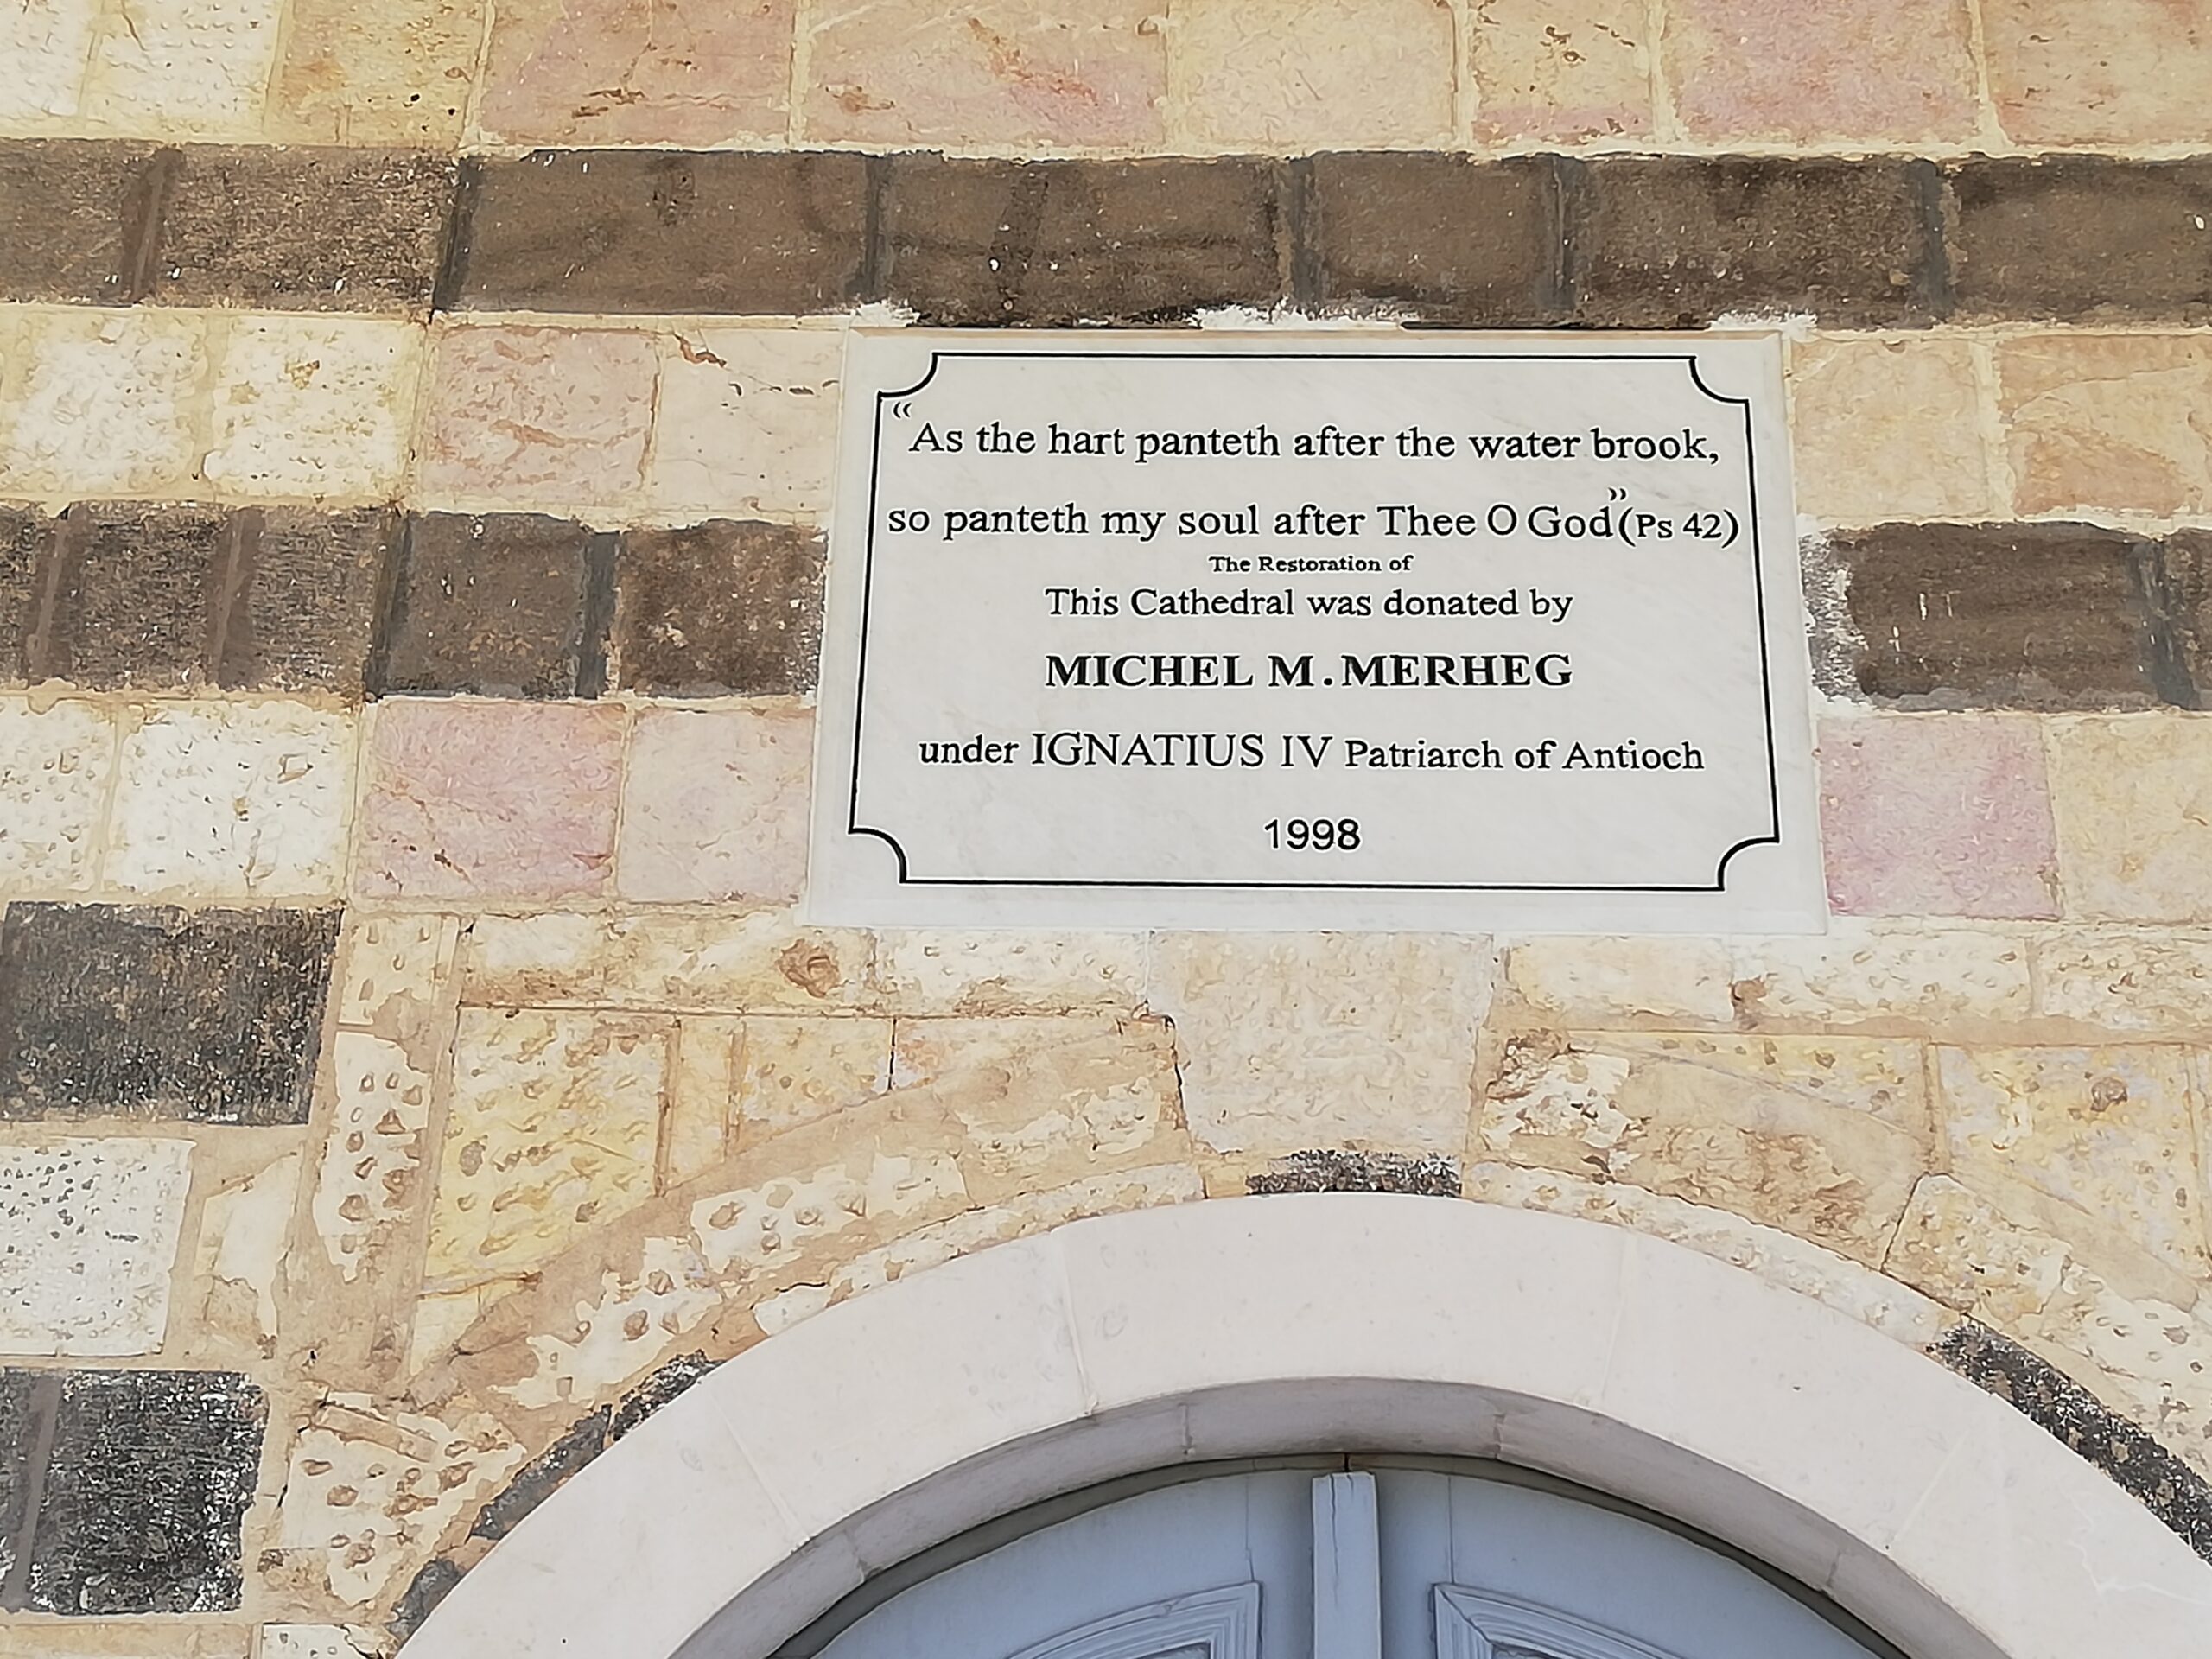 “As the hart panteth after the water brook,
so panteth my soul after Thee O God” (Ps 42)
The Restoration of
This Cathedral was donated by
MICHEL M. MERHEG
under IGNATIUS IV Patriarch of Antioch
1998